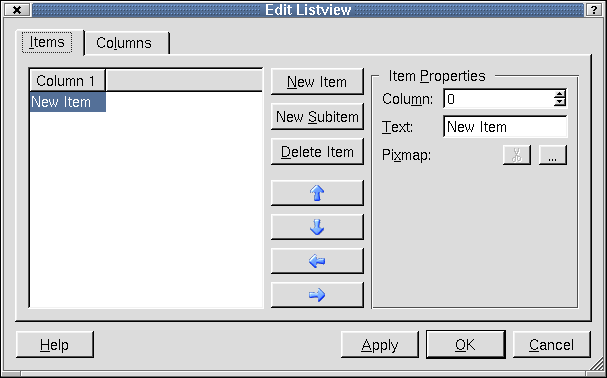 Edit Listview
?
Items
Columns
Column 1
New Item
New Item
New Subitem
Delete Item
Item Properties
Column:
0
Text:
New Item
Pixmap:
...
Help
Apply
OK
Cancel